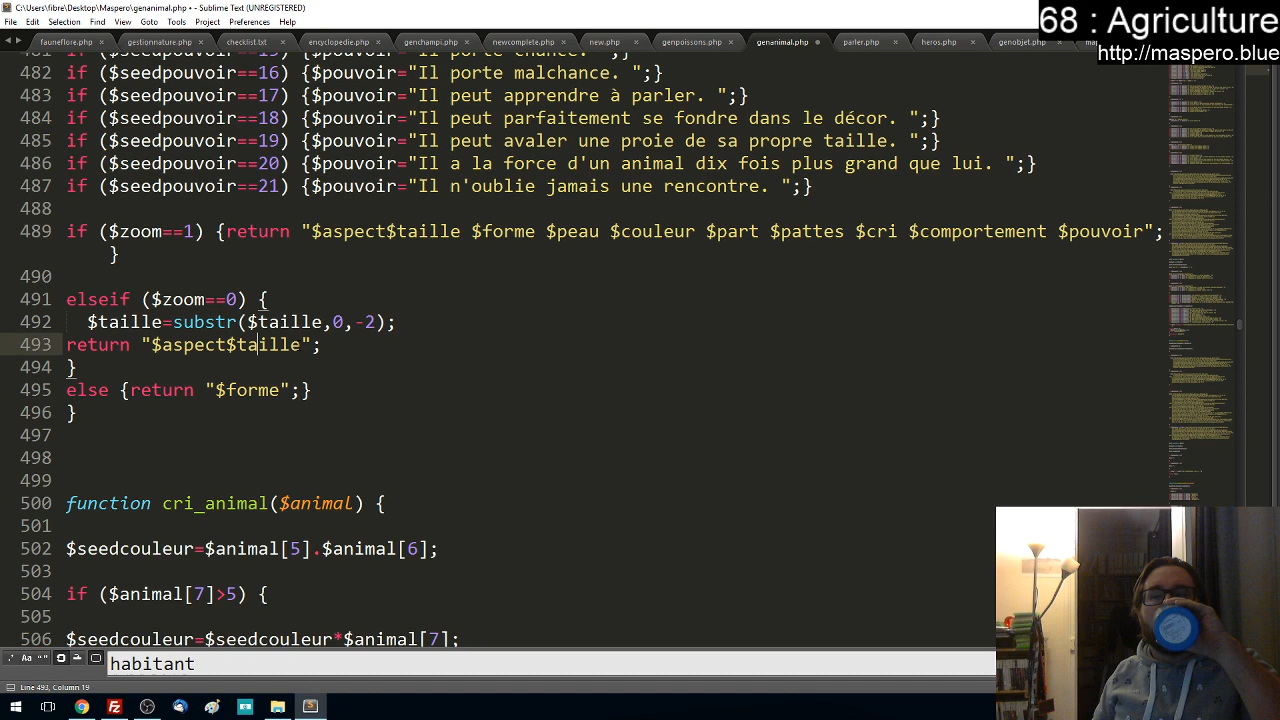 C:\Users\fibre\Desktop\Maspero\genanimal.php • - Sublime Text (UNREGISTERED)
68 : Agriculture
File Edit Selection Find View Goto Tools Project Preferences Help
http://maspero.blue
fauneflore.php gestionnature.php checklist.txt encyclopedie.php genchampi.php newcomplete.php new.php genpoissons.php genanimal.php parler.php heros.php genobjet.php
482 if ($seedpouvoir==16) {$pouvoir="Il porte malchance. ";}
483 if ($seedpouvoir==17) {$pouvoir="Il peut apprendre à parler. ";}
484 if ($seedpouvoir==18) {$pouvoir="Il peut parfaitement se fondre dans le décor. ";}
485 if ($seedpouvoir==19) {$pouvoir="Il peut avaler une proie de sa propre taille. ";}
486 if ($seedpouvoir==20) {$pouvoir="Il a la force d'un animal dix fois plus grand que lui. ";}
487 if ($seedpouvoir==21) {$pouvoir="Il n'oublie jamais une rencontre. ";}
488
489 if ($zoom==1) {return "$aspect$taille $forme $peau $couleur $part $pattes $cri $comportement $pouvoir";
}
490
491 elseif ($zoom==0) {
492 $taille=substr($taille,0,-2);
493 return "$aspect$taille";
494 }
495 else {return "$forme";}
496 }
497
498
499
500 function cri_animal($animal) {
501
502 $seedcouleur=$animal[5].$animal[6];
503
504 if ($animal[7]>5) {
505
506 $seedcouleur=$seedcouleur*$animal[7];
habitant
Line 493, Column 19